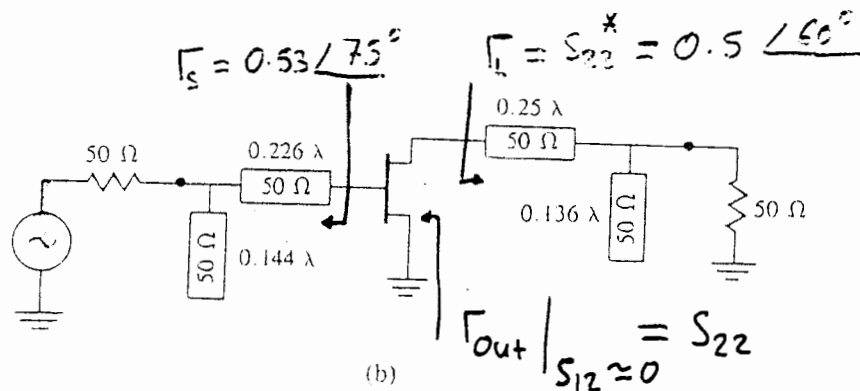 Γs = 0.53 ∠75° ΓL = S22* = 0.5 ∠60°
0.25 λ
50 Ω 0.226 λ 50 Ω
50 Ω
50 Ω 0.144 λ
0.136 λ 50 Ω
50 Ω
Γout |S12≈0 = S22
(b)